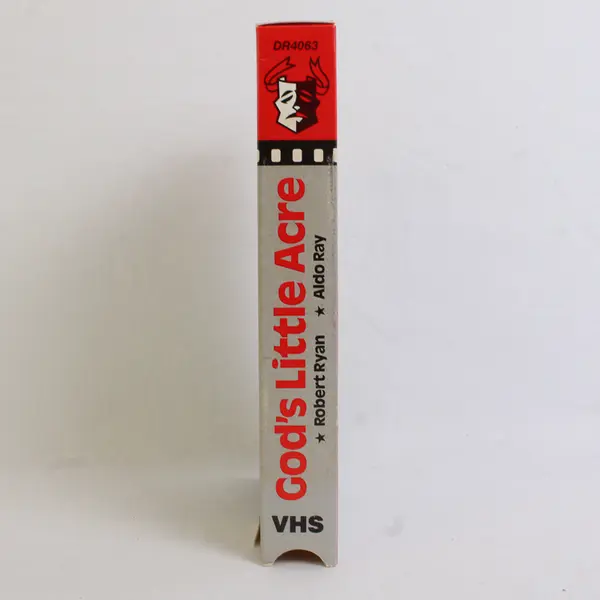 DR4063
God's Little Acre
★ Robert Ryan ★ Aldo Ray
VHS